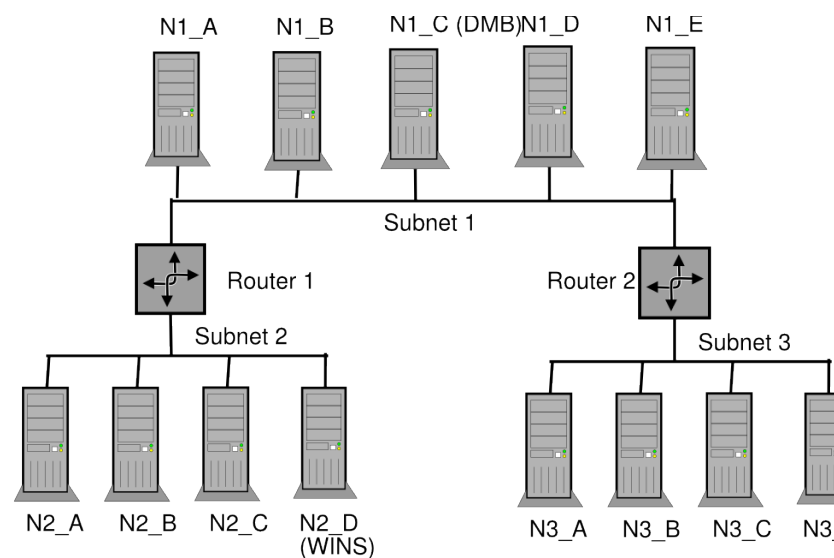 N1_A N1_B N1_C (DMB) N1_D N1_E
Subnet 1
Router 1 Router 2
Subnet 2 Subnet 3
N2_A N2_B N2_C N2_D
(WINS)
N3_A N3_B N3_C N3_